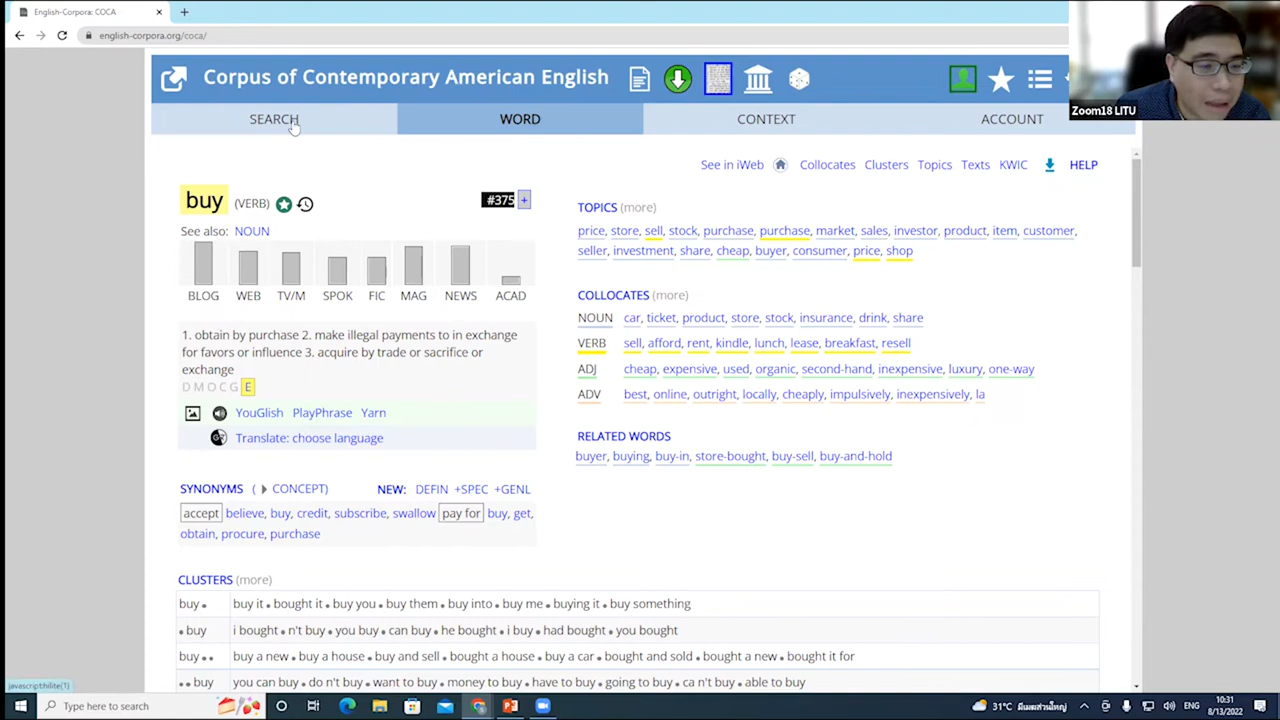 English-Corpora: COCA
english-corpora.org/coca/
Corpus of Contemporary American English
Zoom18 LITU
SEARCH WORD CONTEXT ACCOUNT
See in iWeb Collocates Clusters Topics Texts KWIC HELP
buy (VERB) #375 +
See also: NOUN
BLOG WEB TV/M SPOK FIC MAG NEWS ACAD
1. obtain by purchase 2. make illegal payments to in exchange
for favors or influence 3. acquire by trade or sacrifice or
exchange
D M O C G E
YouGlish PlayPhrase Yarn
Translate: choose language
SYNONYMS ( CONCEPT) NEW: DEFIN +SPEC +GENL
accept believe, buy, credit, subscribe, swallow pay for buy, get,
obtain, procure, purchase
TOPICS (more)
price, store, sell, stock, purchase, purchase, market, sales, investor, product, item, customer,
seller, investment, share, cheap, buyer, consumer, price, shop
COLLOCATES (more)
NOUN car, ticket, product, store, stock, insurance, drink, share
VERB sell, afford, rent, kindle, lunch, lease, breakfast, resell
ADJ cheap, expensive, used, organic, second-hand, inexpensive, luxury, one-way
ADV best, online, outright, locally, cheaply, impulsively, inexpensively, la
RELATED WORDS
buyer, buying, buy-in, store-bought, buy-sell, buy-and-hold
CLUSTERS (more)
buy • buy it • bought it • buy you • buy them • buy into • buy me • buying it • buy something
• buy i bought • n't buy • you buy • can buy • he bought • i buy • had bought • you bought
buy • • buy a new • buy a house • buy and sell • bought a house • buy a car • bought and sold • bought a new • bought it for
• • buy you can buy • do n't buy • want to buy • money to buy • have to buy • going to buy • ca n't buy • able to buy
javascript:hilite(1)
Type here to search
31°C มีเมฆส่วนใหญ่ ENG
10:31
8/13/2022